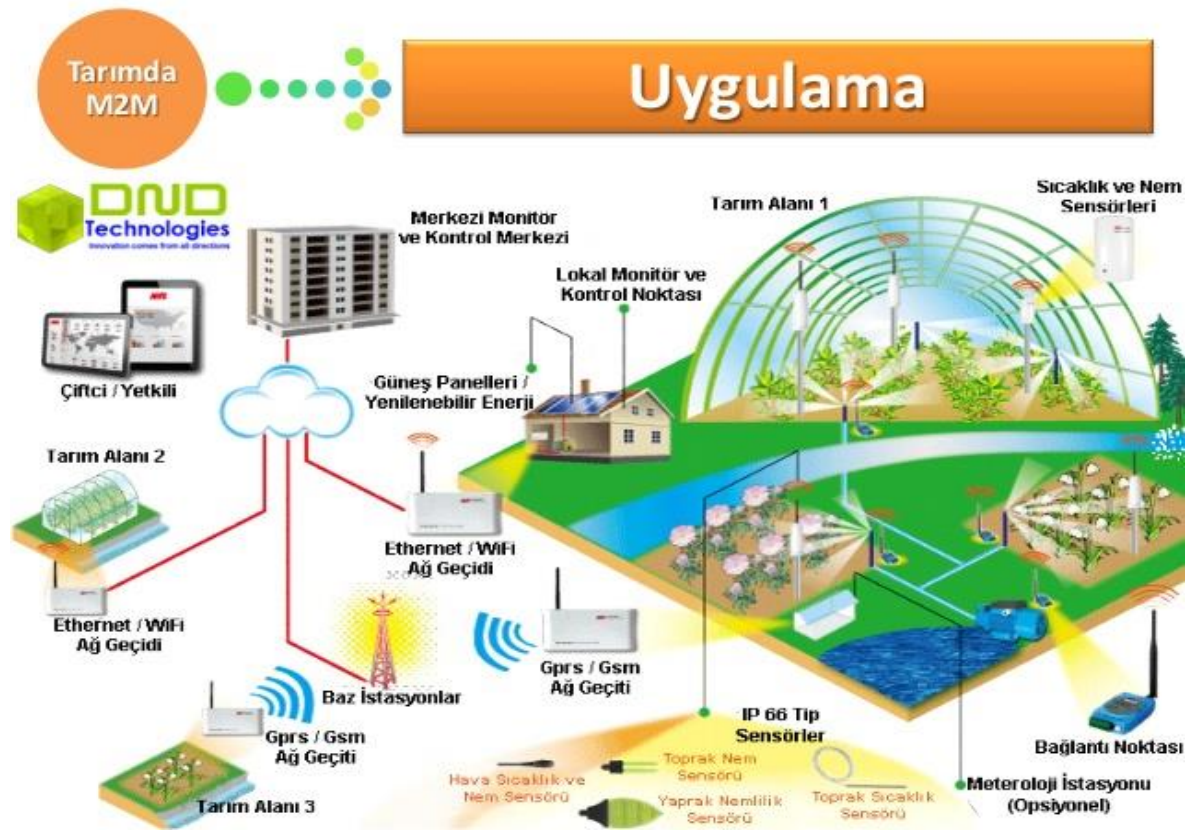 Tarımda
M2M
Uygulama
DND
Technologies
Innovation comes from all directions
Merkezi Monitör
ve Kontrol Merkezi
Tarım Alanı 1
Sıcaklık ve Nem
Sensörleri
Lokal Monitör ve
Kontrol Noktası
Çiftci / Yetkili
Güneş Panelleri /
Yenilenebilir Enerji
Tarım Alanı 2
Ethernet / WiFi
Ağ Geçidi
Ethernet / WiFi
Ağ Geçidi
Gprs / Gsm
Ağ Geçiti
Baz İstasyonlar
Gprs / Gsm
Ağ Geçiti
Tarım Alanı 3
IP 66 Tip
Sensörler
Bağlantı Noktası
Hava Sıcaklık ve
Nem Sensörü
Toprak Nem
Sensörü
Yaprak Nemlilik
Sensörü
Toprak Sıcaklık
Sensörü
Meteroloji İstasyonu
(Opsiyonel)